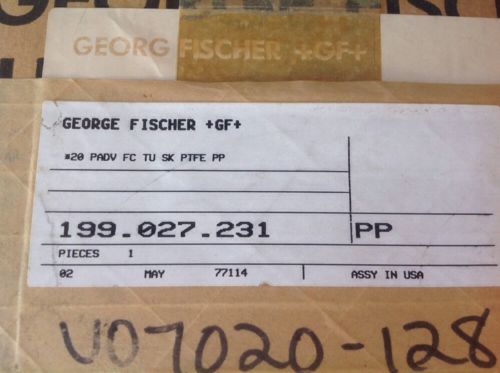 GEORG FISCHER +GF+
GEORGE FISCHER +GF+
#20 PADV FC TU SK PTFE PP
199.027.231 PP
PIECES 1
02 MAY 77114 ASSY IN USA
V07020-128